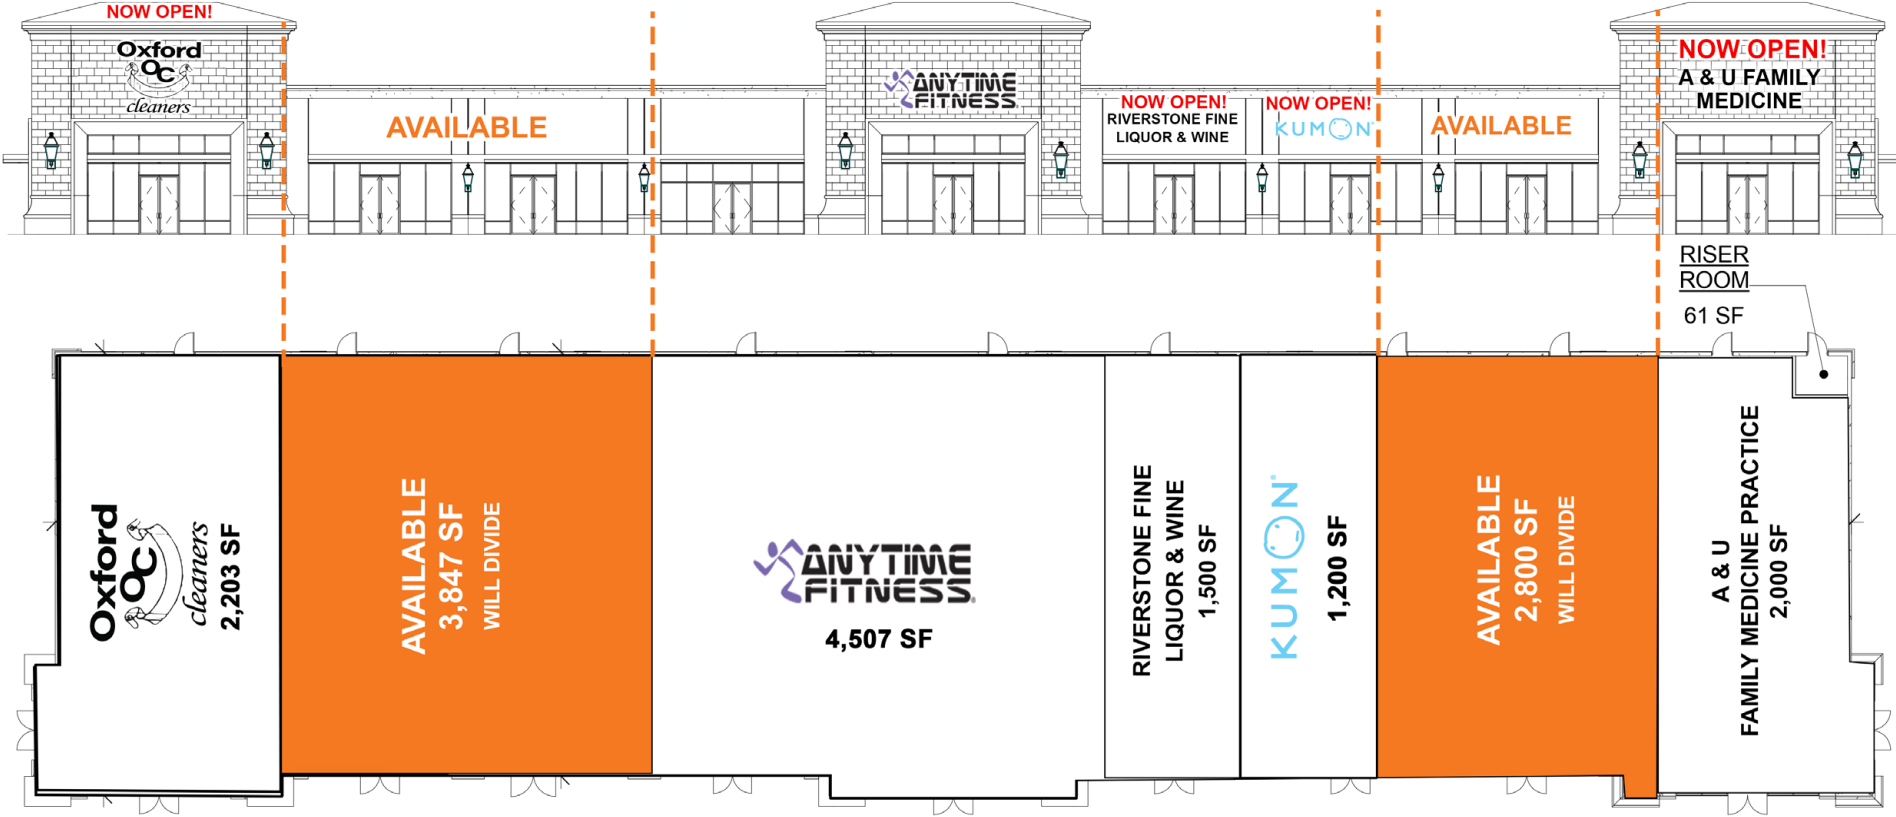 NOW OPEN!
Oxford
OC
cleaners
AVAILABLE
ANYTIME
FITNESS
NOW OPEN!
RIVERSTONE FINE
LIQUOR & WINE
NOW OPEN!
KUMON
AVAILABLE
NOW OPEN!
A & U FAMILY
MEDICINE
RISER
ROOM
61 SF
Oxford
OC
cleaners
2,203 SF
AVAILABLE
3,847 SF
WILL DIVIDE
ANYTIME
FITNESS®
4,507 SF
RIVERSTONE FINE
LIQUOR & WINE
1,500 SF
KUMON®
1,200 SF
AVAILABLE
2,800 SF
WILL DIVIDE
A & U
FAMILY MEDICINE PRACTICE
2,000 SF